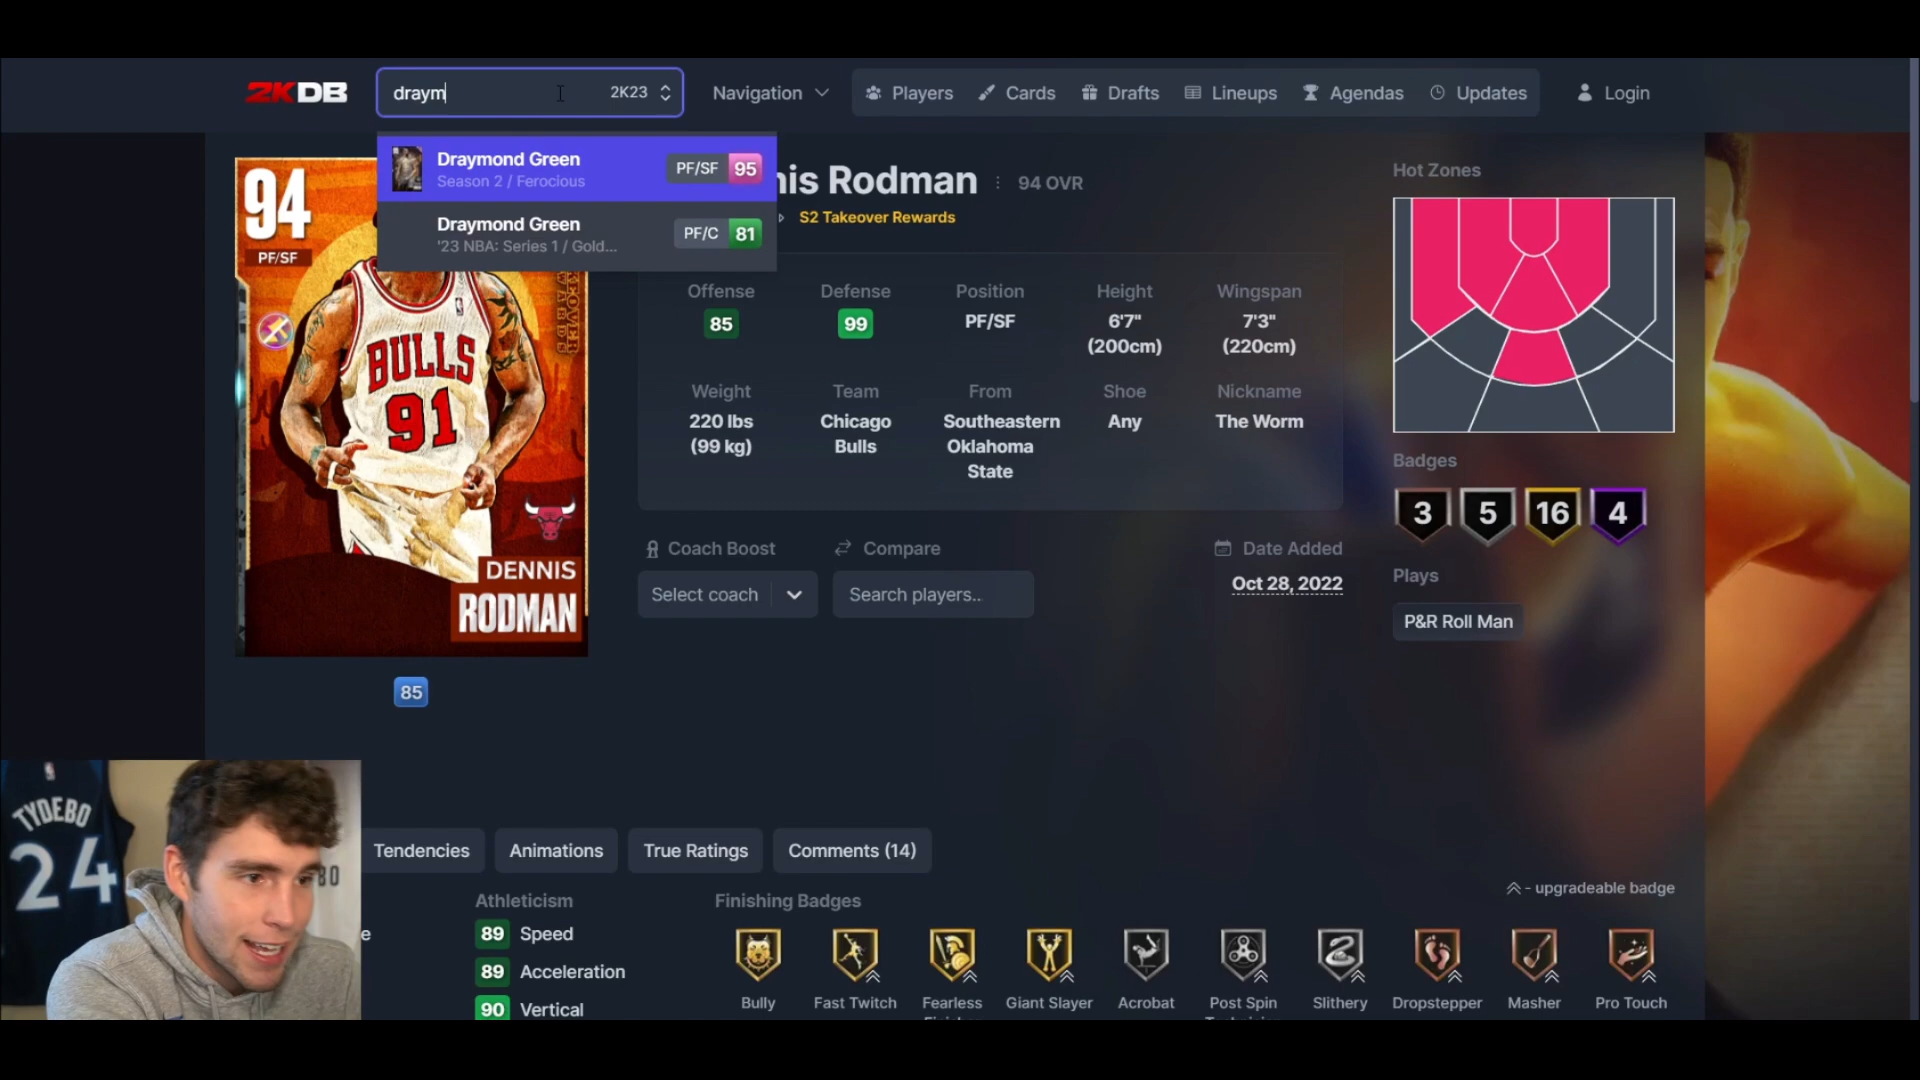 2KDB
draym
2K23
Navigation
Players
Cards
Drafts
Lineups
Agendas
Updates
Login
Draymond Green
Season 2 / Ferocious
PF/SF 95
Draymond Green
'23 NBA: Series 1 / Gold...
PF/C 81
94
PF/SF
BULLS
91
DENNIS
RODMAN
85
nis Rodman
94 OVR
S2 Takeover Rewards
Offense
85
Defense
99
Position
PF/SF
Height
6'7"
(200cm)
Wingspan
7'3"
(220cm)
Weight
220 lbs
(99 kg)
Team
Chicago
Bulls
From
Southeastern
Oklahoma
State
Shoe
Any
Nickname
The Worm
Coach Boost
Select coach
Compare
Search players..
Date Added
Oct 28, 2022
Hot Zones
Badges
3 5 16 4
Plays
P&R Roll Man
Tendencies
Animations
True Ratings
Comments (14)
- upgradeable badge
Athleticism
89 Speed
89 Acceleration
90 Vertical
Finishing Badges
Bully
Fast Twitch
Fearless
Giant Slayer
Acrobat
Post Spin
Slithery
Dropstepper
Masher
Pro Touch
TYDEBO
24